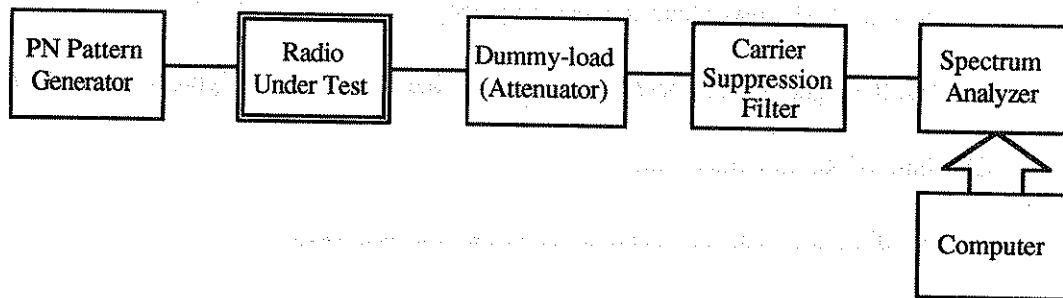 PN Pattern
Generator
Radio
Under Test
Dummy-load
(Attenuator)
Carrier
Suppression
Filter
Spectrum
Analyzer
Computer